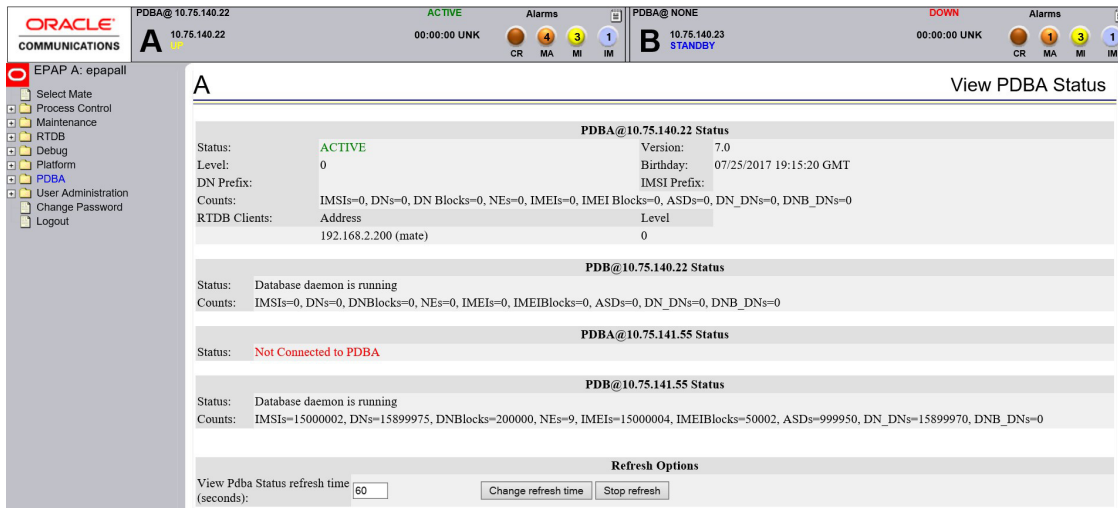 ORACLE
COMMUNICATIONS
PDBA@ 10.75.140.22 ACTIVE Alarms
A 10.75.140.22 00:00:00 UNK 4 3 1
UP
CR MA MI IM
PDBA@ NONE DOWN Alarms
B 10.75.140.23 00:00:00 UNK 1 3 1
STANDBY
CR MA MI IM
EPAP A: epapall
Select Mate
Process Control
Maintenance
RTDB
Debug
Platform
PDBA
User Administration
Change Password
Logout
A View PDBA Status
PDBA@10.75.140.22 Status
Status: ACTIVE Version: 7.0
Level: 0 Birthday: 07/25/2017 19:15:20 GMT
DN Prefix: IMSI Prefix:
Counts: IMSIs=0, DNs=0, DN Blocks=0, NEs=0, IMEIs=0, IMEI Blocks=0, ASDs=0, DN_DNs=0, DNB_DNs=0
RTDB Clients: Address Level
192.168.2.200 (mate) 0
PDB@10.75.140.22 Status
Status: Database daemon is running
Counts: IMSIs=0, DNs=0, DNBlocks=0, NEs=0, IMEIs=0, IMEIBlocks=0, ASDs=0, DN_DNs=0, DNB_DNs=0
PDBA@10.75.141.55 Status
Status: Not Connected to PDBA
PDB@10.75.141.55 Status
Status: Database daemon is running
Counts: IMSIs=15000002, DNs=15899975, DNBlocks=200000, NEs=9, IMEIs=15000004, IMEIBlocks=50002, ASDs=999950, DN_DNs=15899970, DNB_DNs=0
Refresh Options
View Pdba Status refresh time 60 Change refresh time Stop refresh
(seconds):